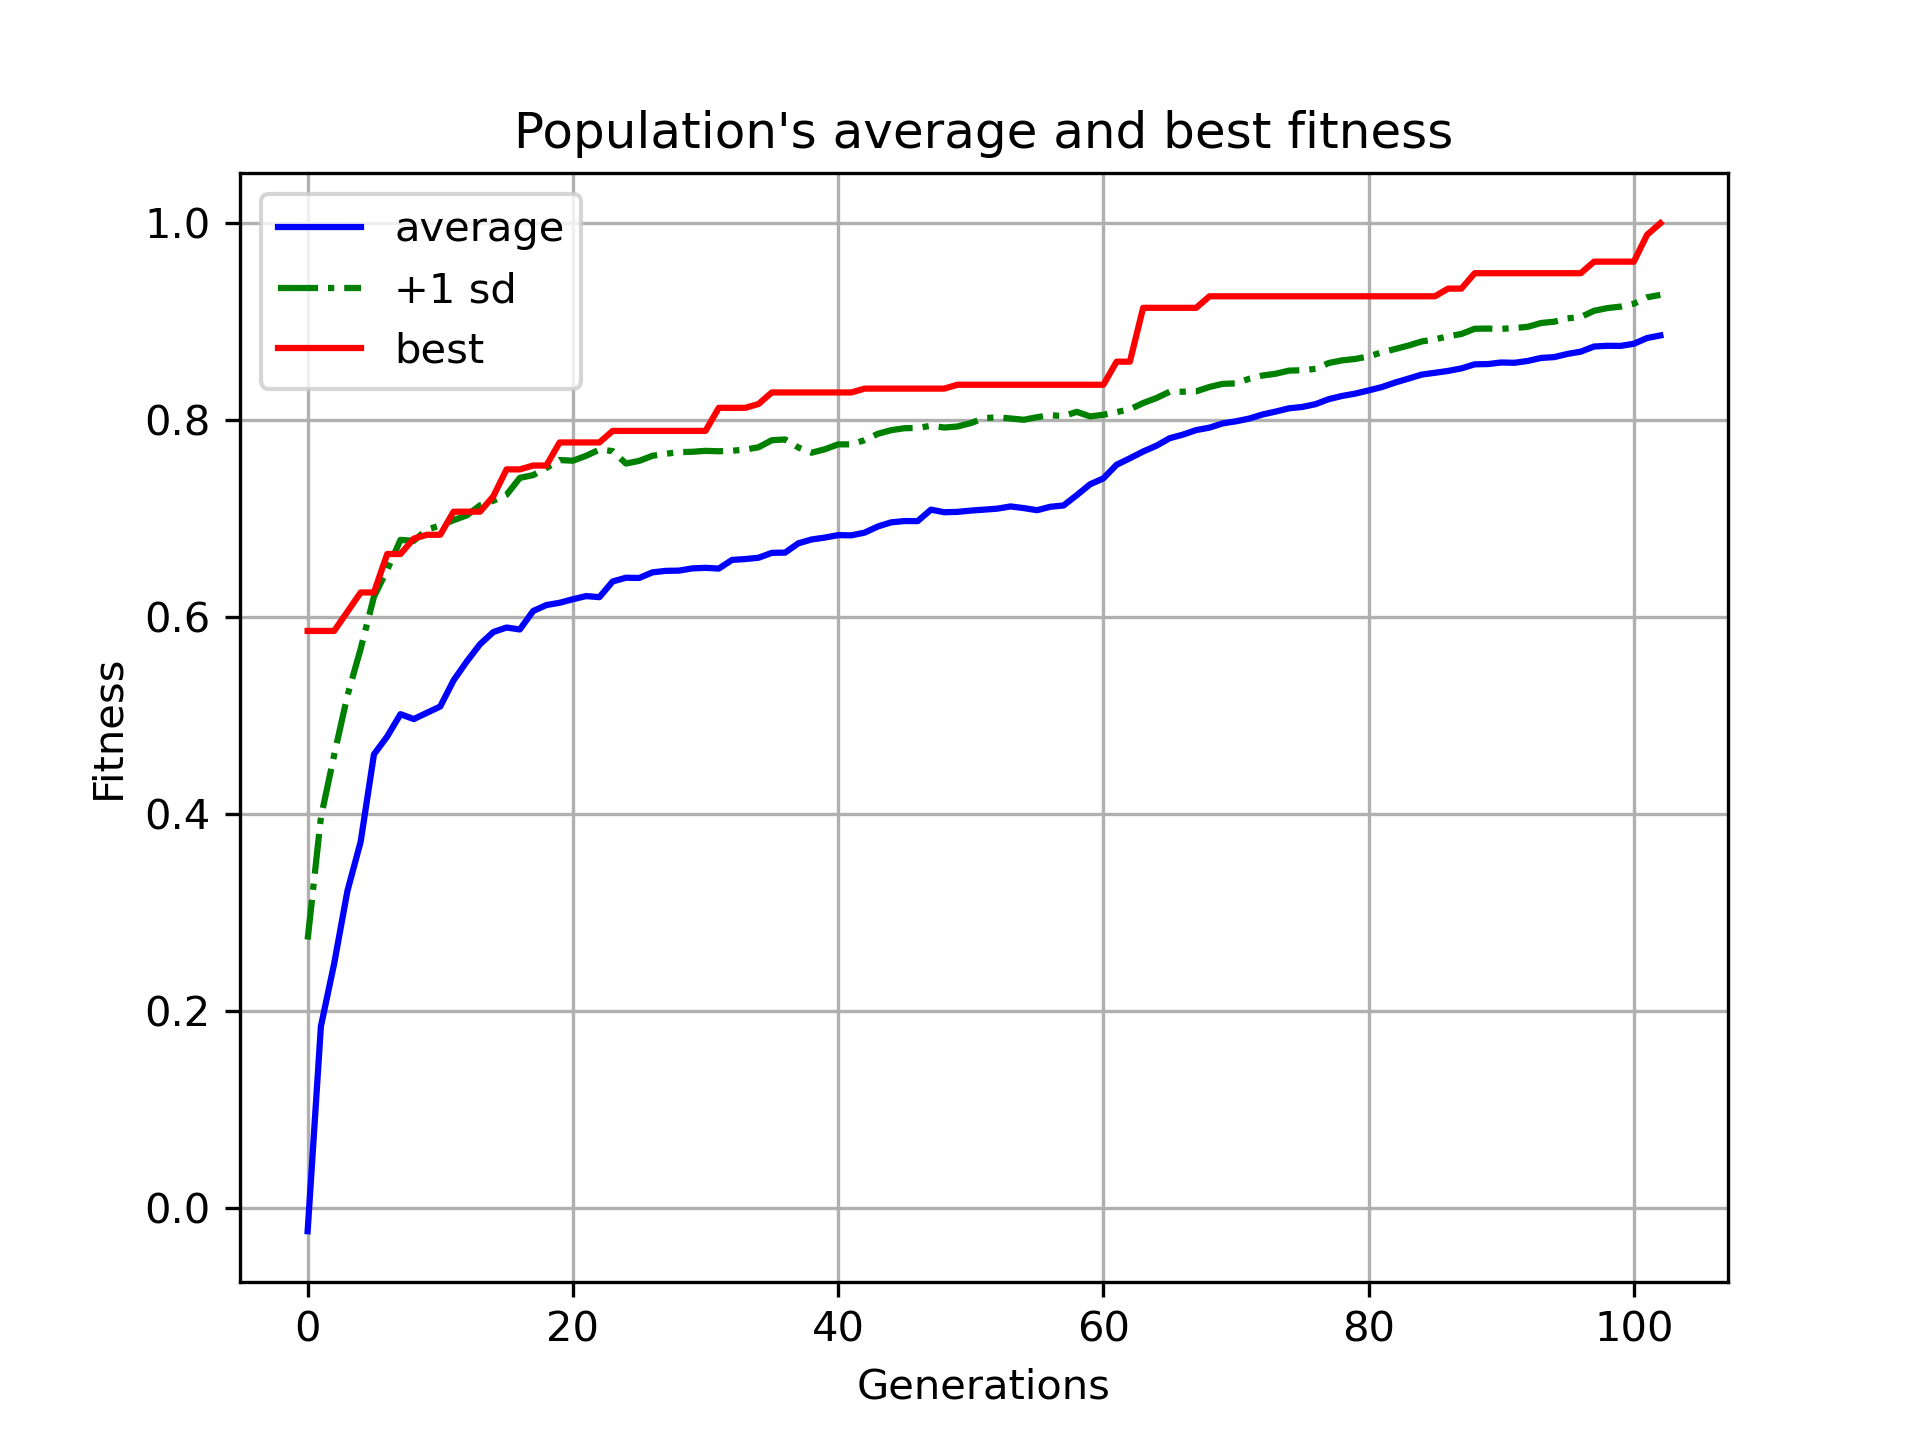 Population's average and best fitness
average
+1 sd
best
1.0
0.8
0.6
0.4
0.2
0.0
Fitness
0 20 40 60 80 100
Generations